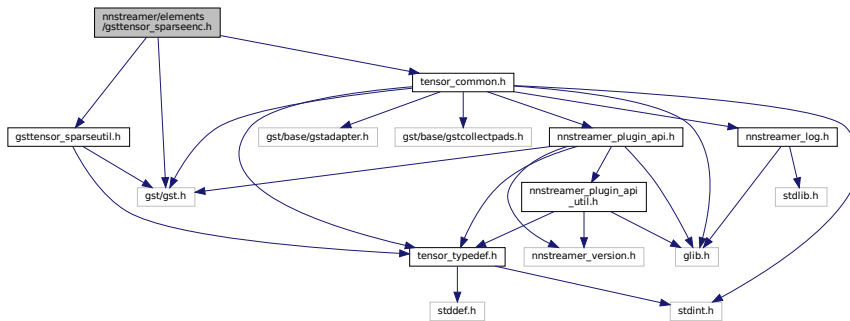 nnstreamer/elements
/gsttensor_sparseenc.h
tensor_common.h
gsttensor_sparseutil.h
gst/base/gstadapter.h
gst/base/gstcollectpads.h
nnstreamer_plugin_api.h
nnstreamer_log.h
gst/gst.h
nnstreamer_plugin_api
_util.h
stdlib.h
tensor_typedef.h
nnstreamer_version.h
glib.h
stddef.h
stdint.h